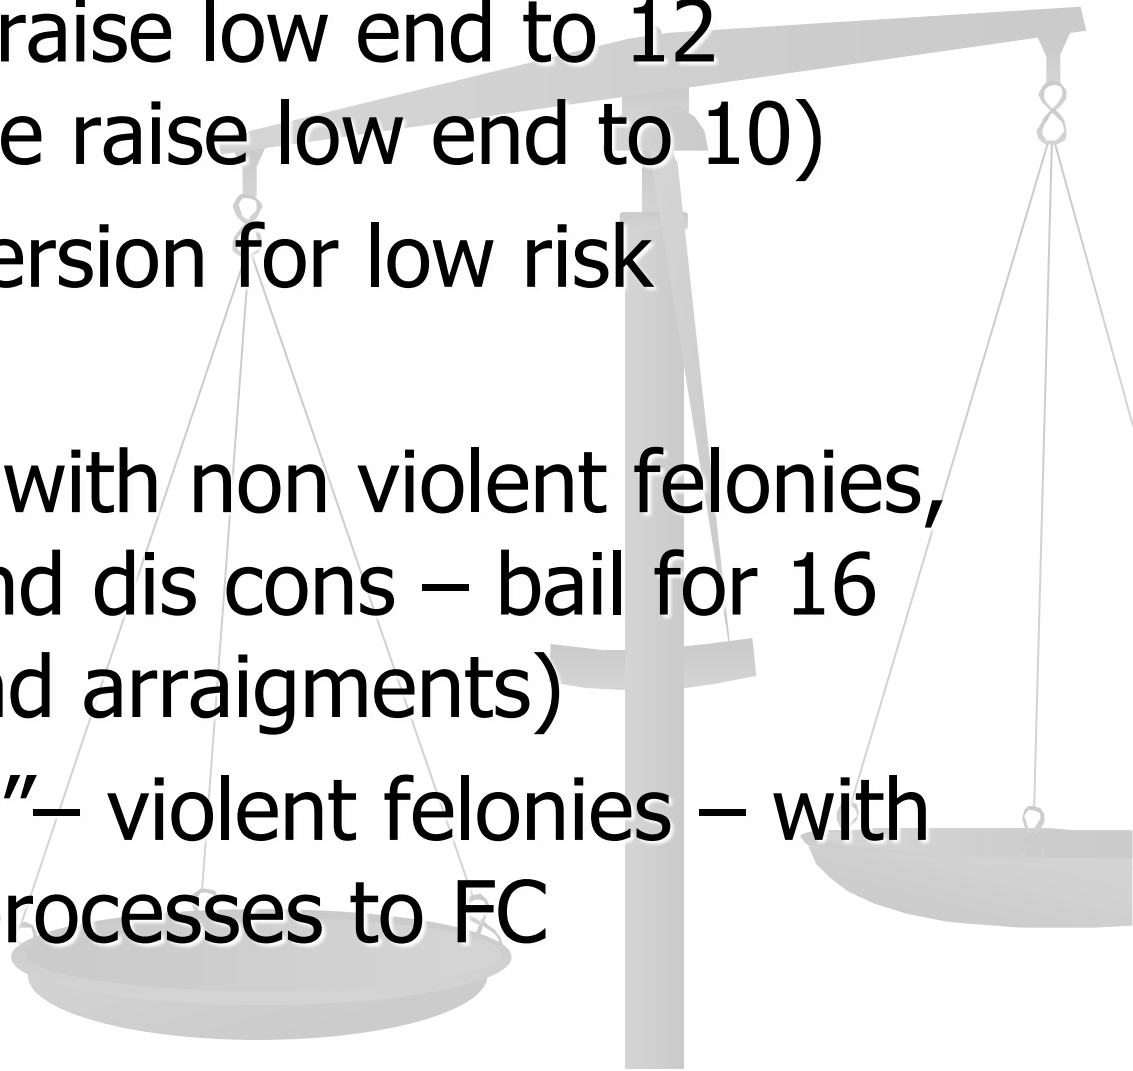 raise low end to 12
e raise low end to 10)
ersion for low risk
with non violent felonies,
nd dis cons – bail for 16
nd arraigments)
”– violent felonies – with
rocesses to FC